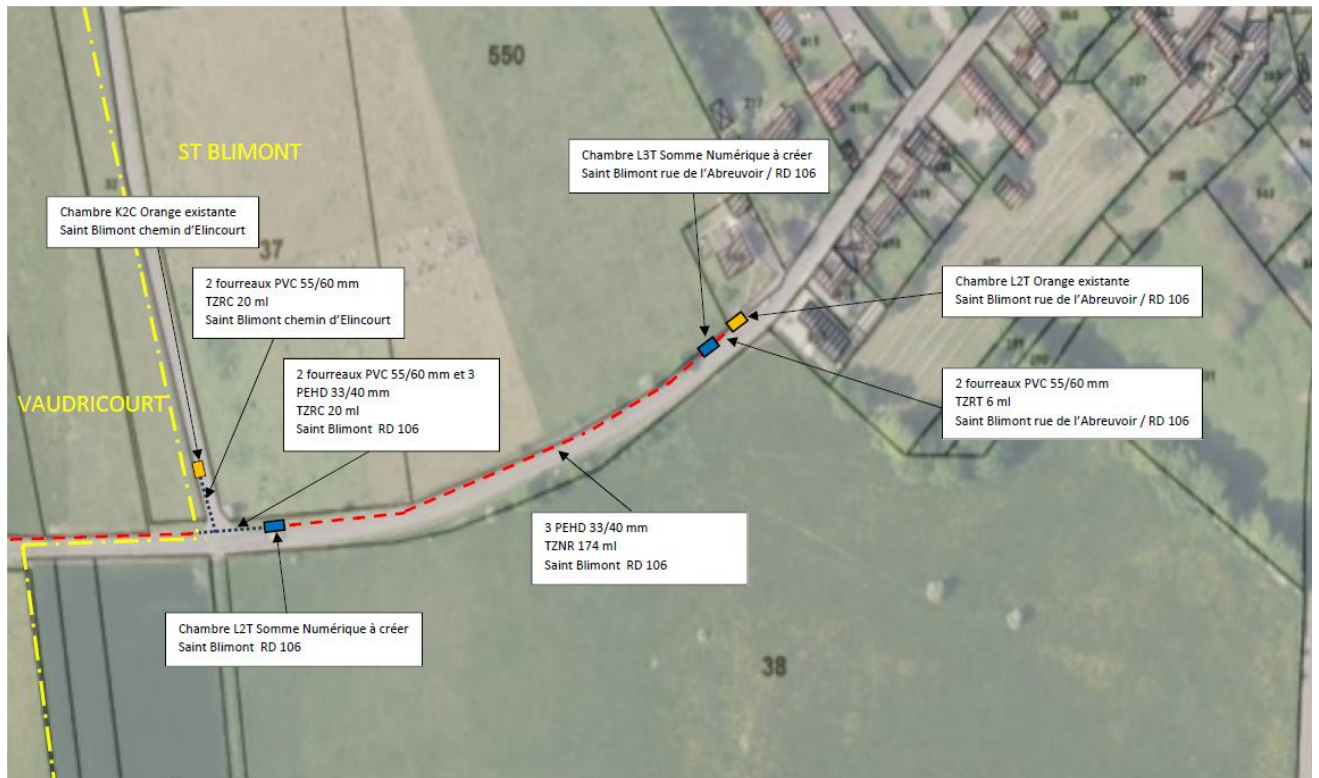 550
ST BLIMONT
Chambre L3T Somme Numérique à créer
Saint Blimont rue de l'Abreuvoir / RD 106
Chambre K2C Orange existante
Saint Blimont chemin d'Elincourt
37
2 fourreaux PVC 55/60 mm
TZRC 20 ml
Saint Blimont chemin d'Elincourt
Chambre L2T Orange existante
Saint Blimont rue de l'Abreuvoir / RD 106
2 fourreaux PVC 55/60 mm et 3
PEHD 33/40 mm
TZRC 20 ml
Saint Blimont RD 106
VAUDRICOURT
2 fourreaux PVC 55/60 mm
TZRT 6 ml
Saint Blimont rue de l'Abreuvoir / RD 106
3 PEHD 33/40 mm
TZNR 174 ml
Saint Blimont RD 106
Chambre L2T Somme Numérique à créer
Saint Blimont RD 106
38